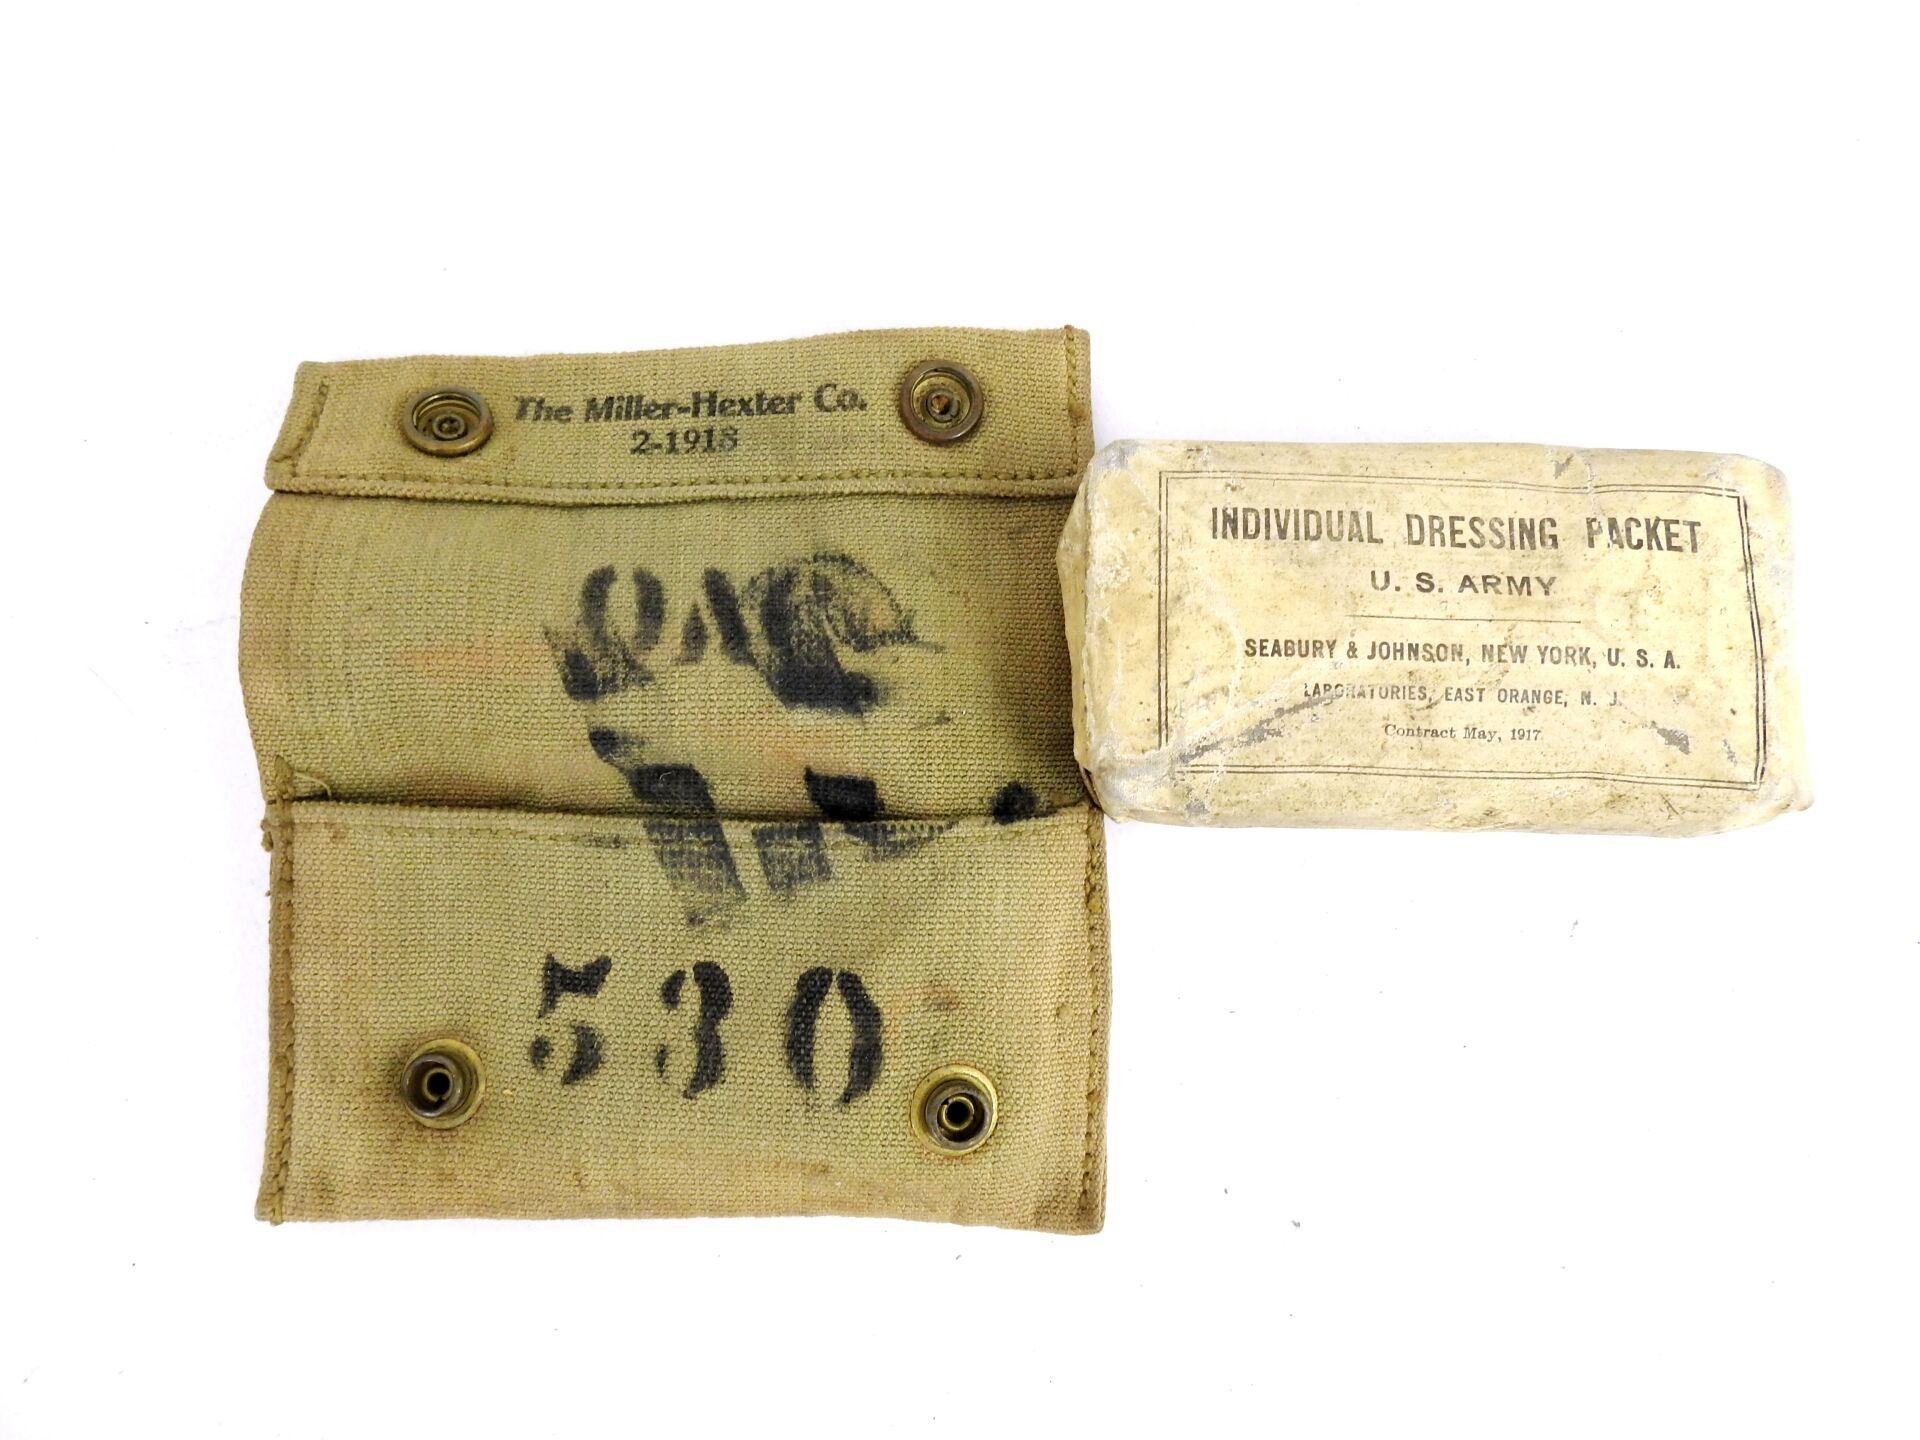 The Miller-Hexter Co.
2-1918
530
INDIVIDUAL DRESSING PACKET
U. S. ARMY
SEABURY & JOHNSON, NEW YORK, U. S. A.
LABORATORIES, EAST ORANGE, N. J.
Contract May, 1917